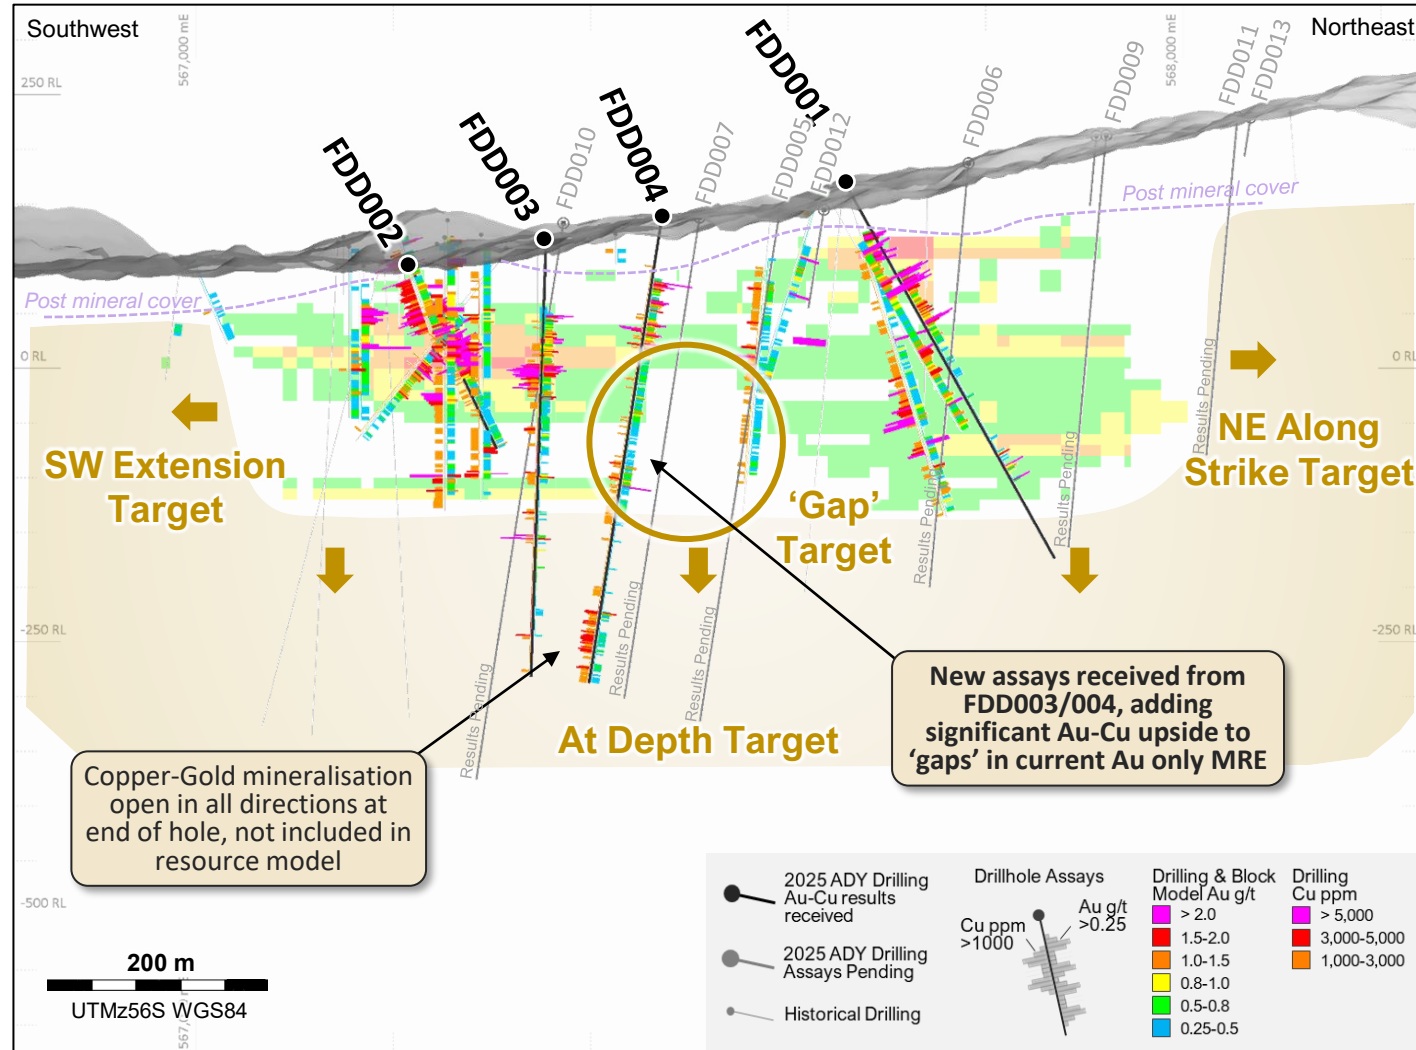 Southwest
Northeast
567,000 mE
568,000 mE
250 RL
FDD001
FDD002
FDD003
FDD010
FDD004
FDD007
FDD005
FDD012
FDD006
FDD009
FDD011
FDD013
Post mineral cover
Post mineral cover
0 RL
0 RL
SW Extension
Target
'Gap'
Target
NE Along
Strike Target
Results Pending
Results Pending
Results Pending
Results Pending
Results Pending
Results Pending
-250 RL
-250 RL
At Depth Target
New assays received from
FDD003/004, adding
significant Au-Cu upside to
'gaps' in current Au only MRE
Copper-Gold mineralisation
open in all directions at
end of hole, not included in
resource model
-500 RL
200 m
UTMz56S WGS84
2025 ADY Drilling
Au-Cu results
received
2025 ADY Drilling
Assays Pending
Historical Drilling
Drillhole Assays
Cu ppm
>1000
Au g/t
>0.25
Drilling & Block
Model Au g/t
> 2.0
1.5-2.0
1.0-1.5
0.8-1.0
0.5-0.8
0.25-0.5
Drilling
Cu ppm
> 5,000
3,000-5,000
1,000-3,000